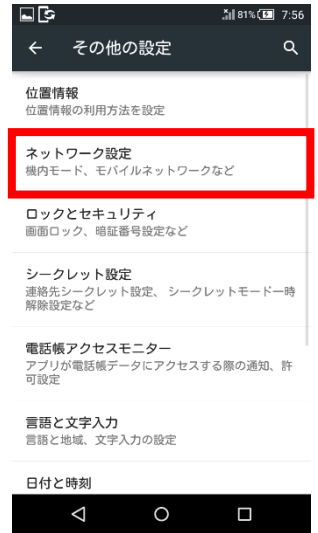 81% 7:56
その他の設定
位置情報
位置情報の利用方法を設定
ネットワーク設定
機内モード、モバイルネットワークなど
ロックとセキュリティ
画面ロック、暗証番号設定など
シークレット設定
連絡先シークレット設定、 シークレットモード一時
解除設定など
電話帳アクセスモニター
アプリが電話帳データにアクセスする際の通知、許
可設定
言語と文字入力
言語と地域、文字入力の設定
日付と時刻